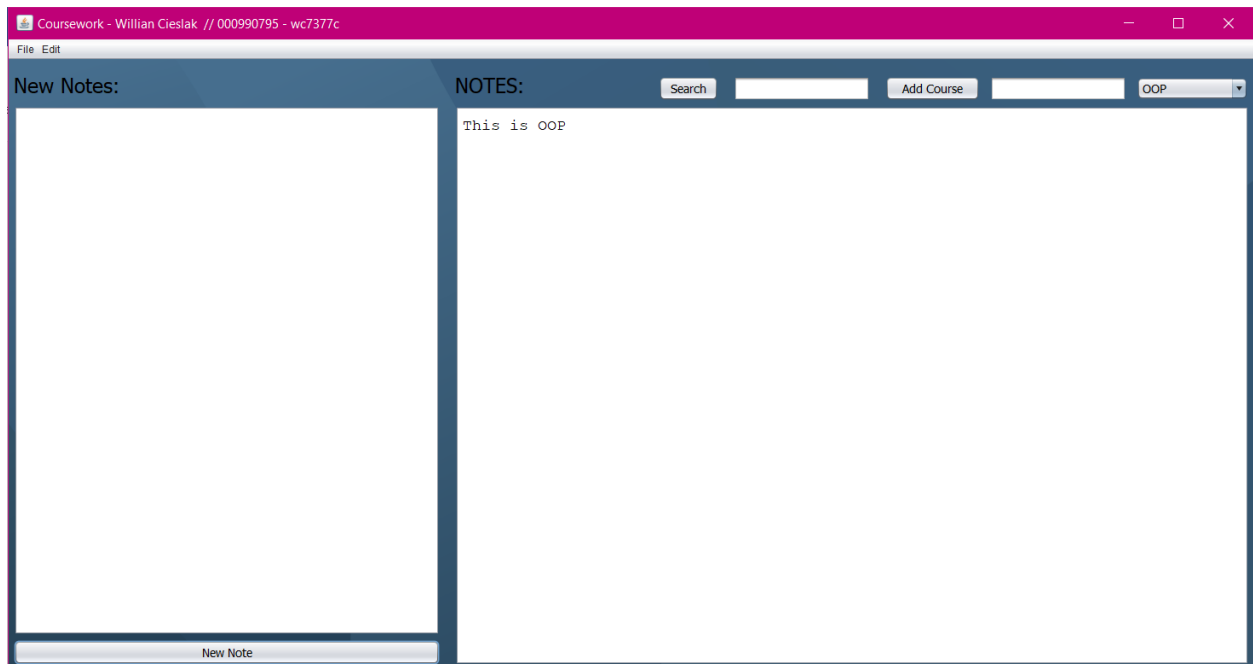 Coursework - Willian Cieslak // 000990795 - wc7377c
File Edit
New Notes:
NOTES: Search Add Course OOP
This is OOP
New Note